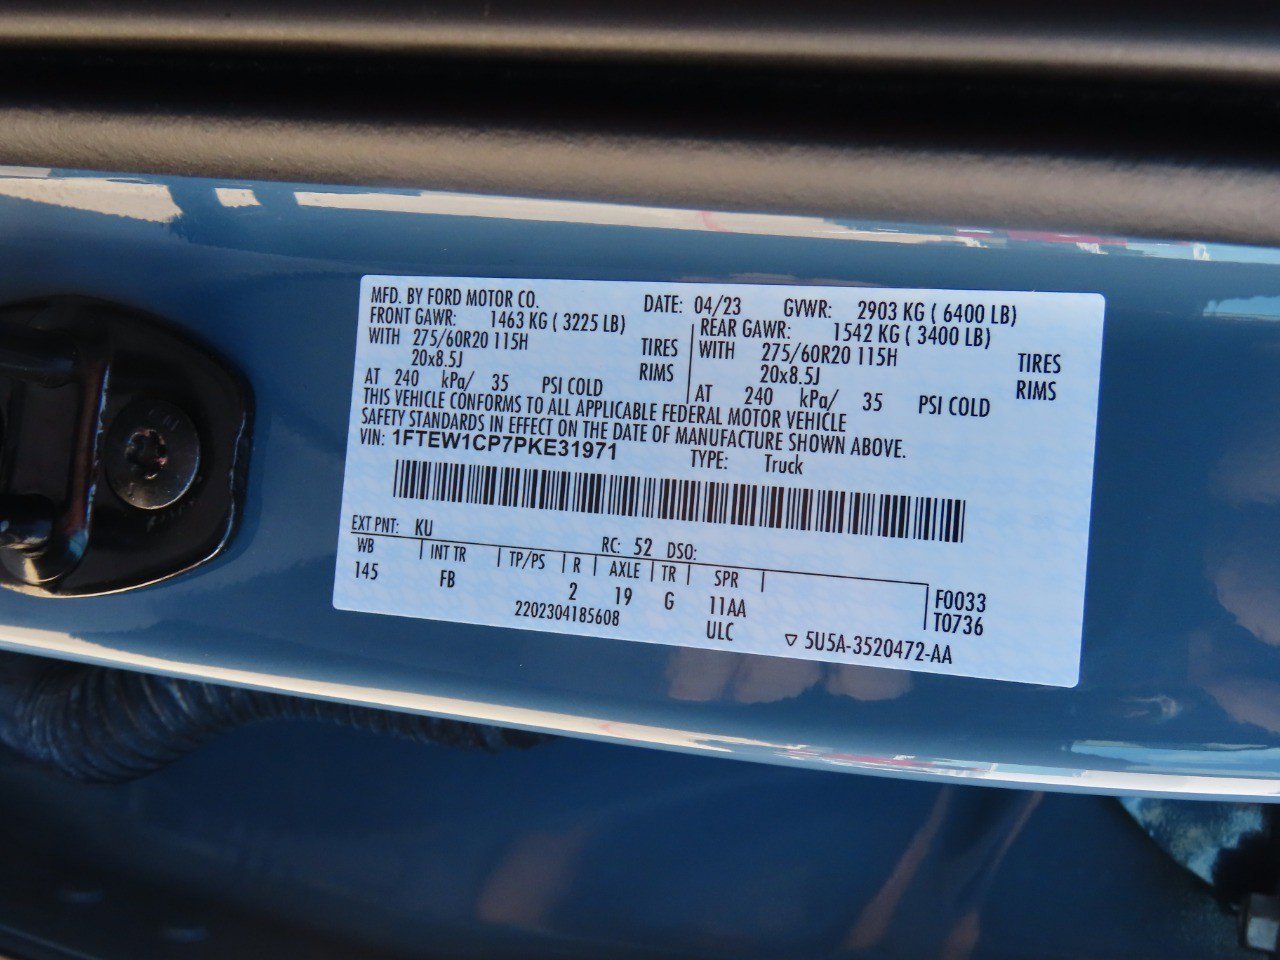 MFD. BY FORD MOTOR CO. DATE: 04/23 GVWR: 2903 KG ( 6400 LB)
FRONT GAWR: 1463 KG ( 3225 LB) REAR GAWR: 1542 KG ( 3400 LB)
WITH 275/60R20 115H TIRES WITH 275/60R20 115H TIRES
20x8.5J RIMS 20x8.5J RIMS
AT 240 kPa/ 35 PSI COLD AT 240 kPa/ 35 PSI COLD
THIS VEHICLE CONFORMS TO ALL APPLICABLE FEDERAL MOTOR VEHICLE
SAFETY STANDARDS IN EFFECT ON THE DATE OF MANUFACTURE SHOWN ABOVE.
VIN: 1FTEW1CP7PKE31971 TYPE: Truck
EXT PNT: KU RC: 52 DSO:
WB INT TR TP/PS R AXLE TR SPR
145 FB 2 19 G 11AA F0033
2202304185608 ULC T0736
▽ 5U5A-3520472-AA